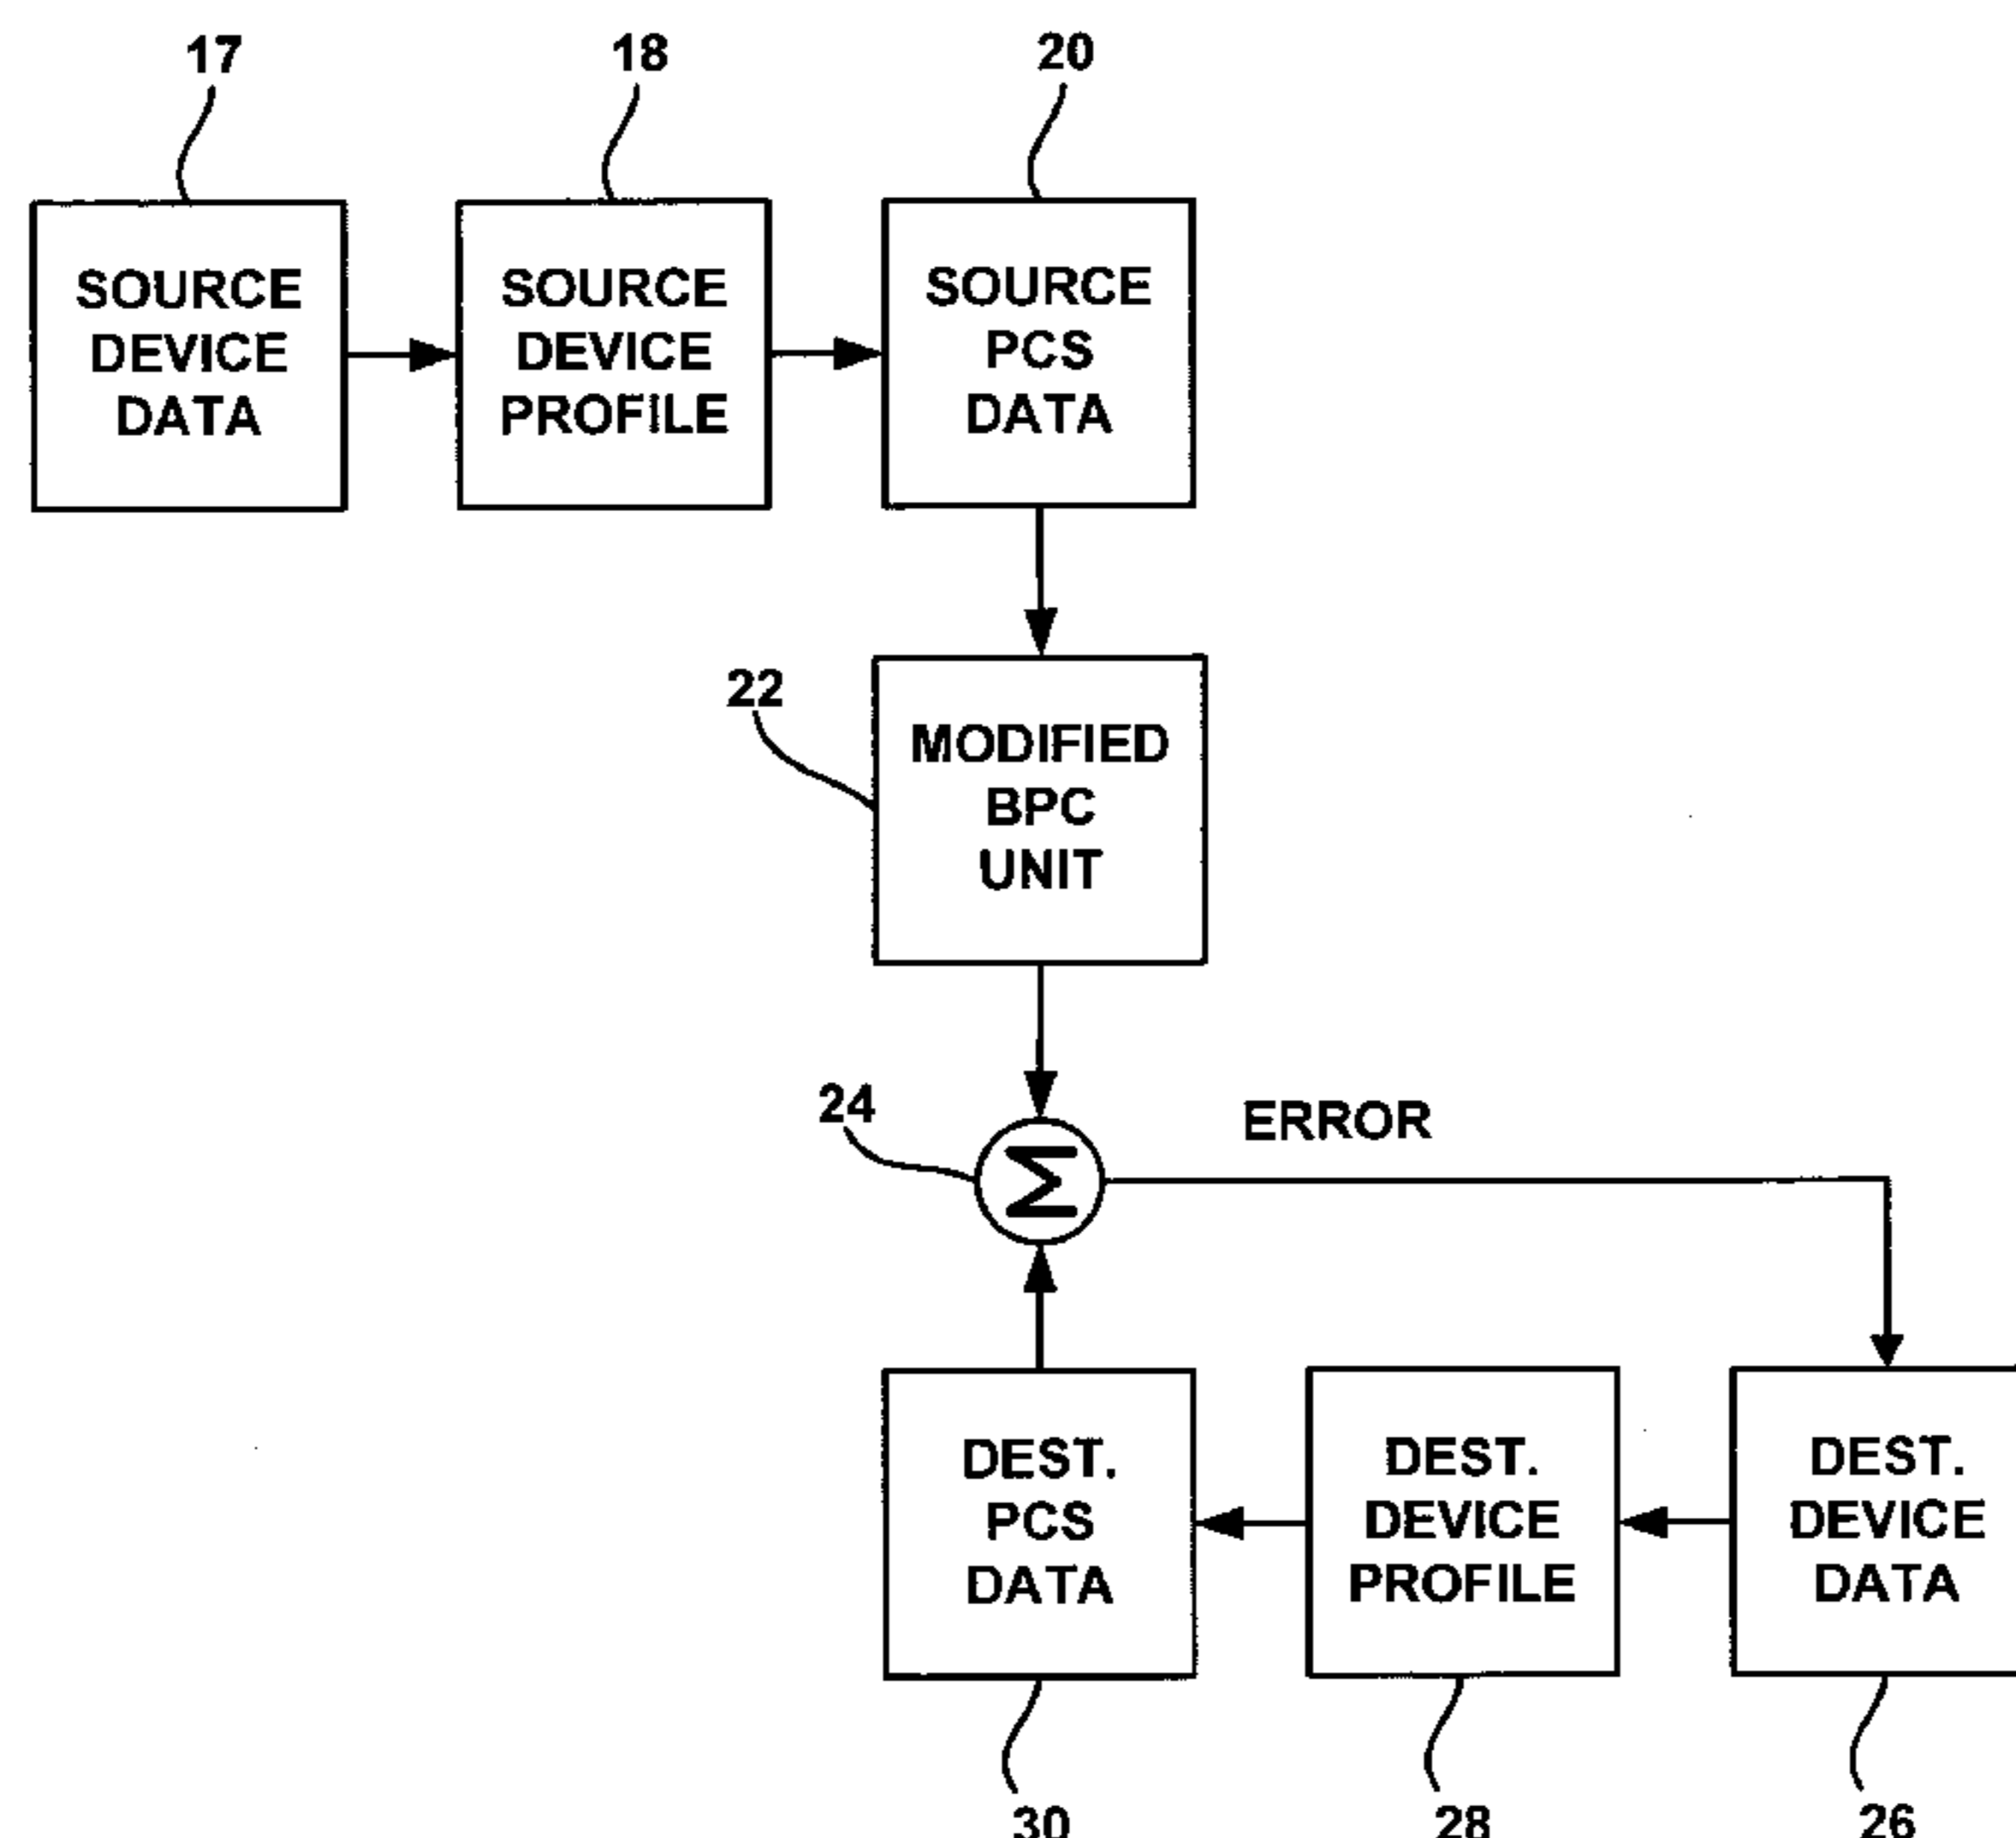 17
18
20
SOURCE
DEVICE
DATA
SOURCE
DEVICE
PROFILE
SOURCE
PCS
DATA
22
MODIFIED
BPC
UNIT
24
Σ
ERROR
DEST.
PCS
DATA
DEST.
DEVICE
PROFILE
DEST.
DEVICE
DATA
30
28
26